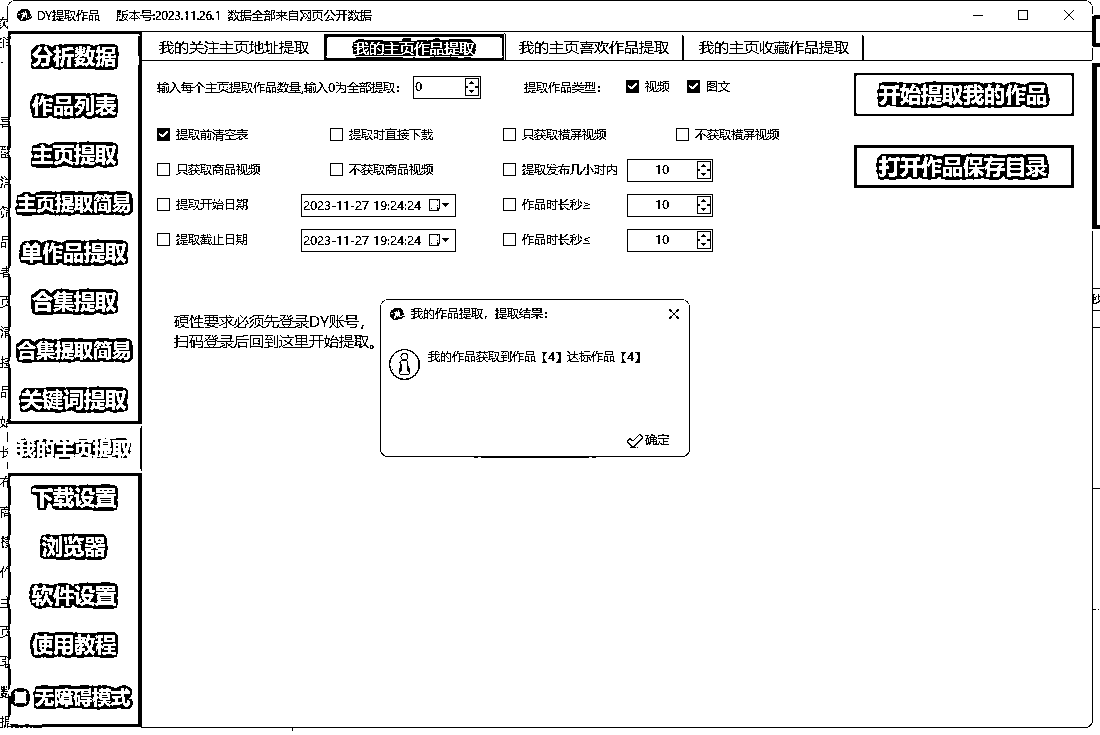 DY提取作品 版本号:2023.11.26.1 数据全部来自网页公开数据
分析数据
作品列表
主页提取
主页提取简易
单作品提取
合集提取
合集提取简易
关键词提取
我的主页提取
下载设置
浏览器
软件设置
使用教程
无障碍模式
我的关注主页地址提取 我的主页作品提取 我的主页喜欢作品提取 我的主页收藏作品提取
输入每个主页提取作品数量,输入0为全部提取: 0 提取作品类型: 视频 图文
开始提取我的作品
提取前清空表 提取时直接下载 只获取横屏视频 不获取横屏视频
只获取商品视频 不获取商品视频 提取发布几小时内 10
打开作品保存目录
提取开始日期 2023-11-27 19:24:24 作品时长秒≥ 10
提取截止日期 2023-11-27 19:24:24 作品时长秒≤ 10
硬性要求必须先登录DY账号，
扫码登录后回到这里开始提取。
我的作品提取，提取结果:
我的作品获取到作品【4】达标作品【4】
确定